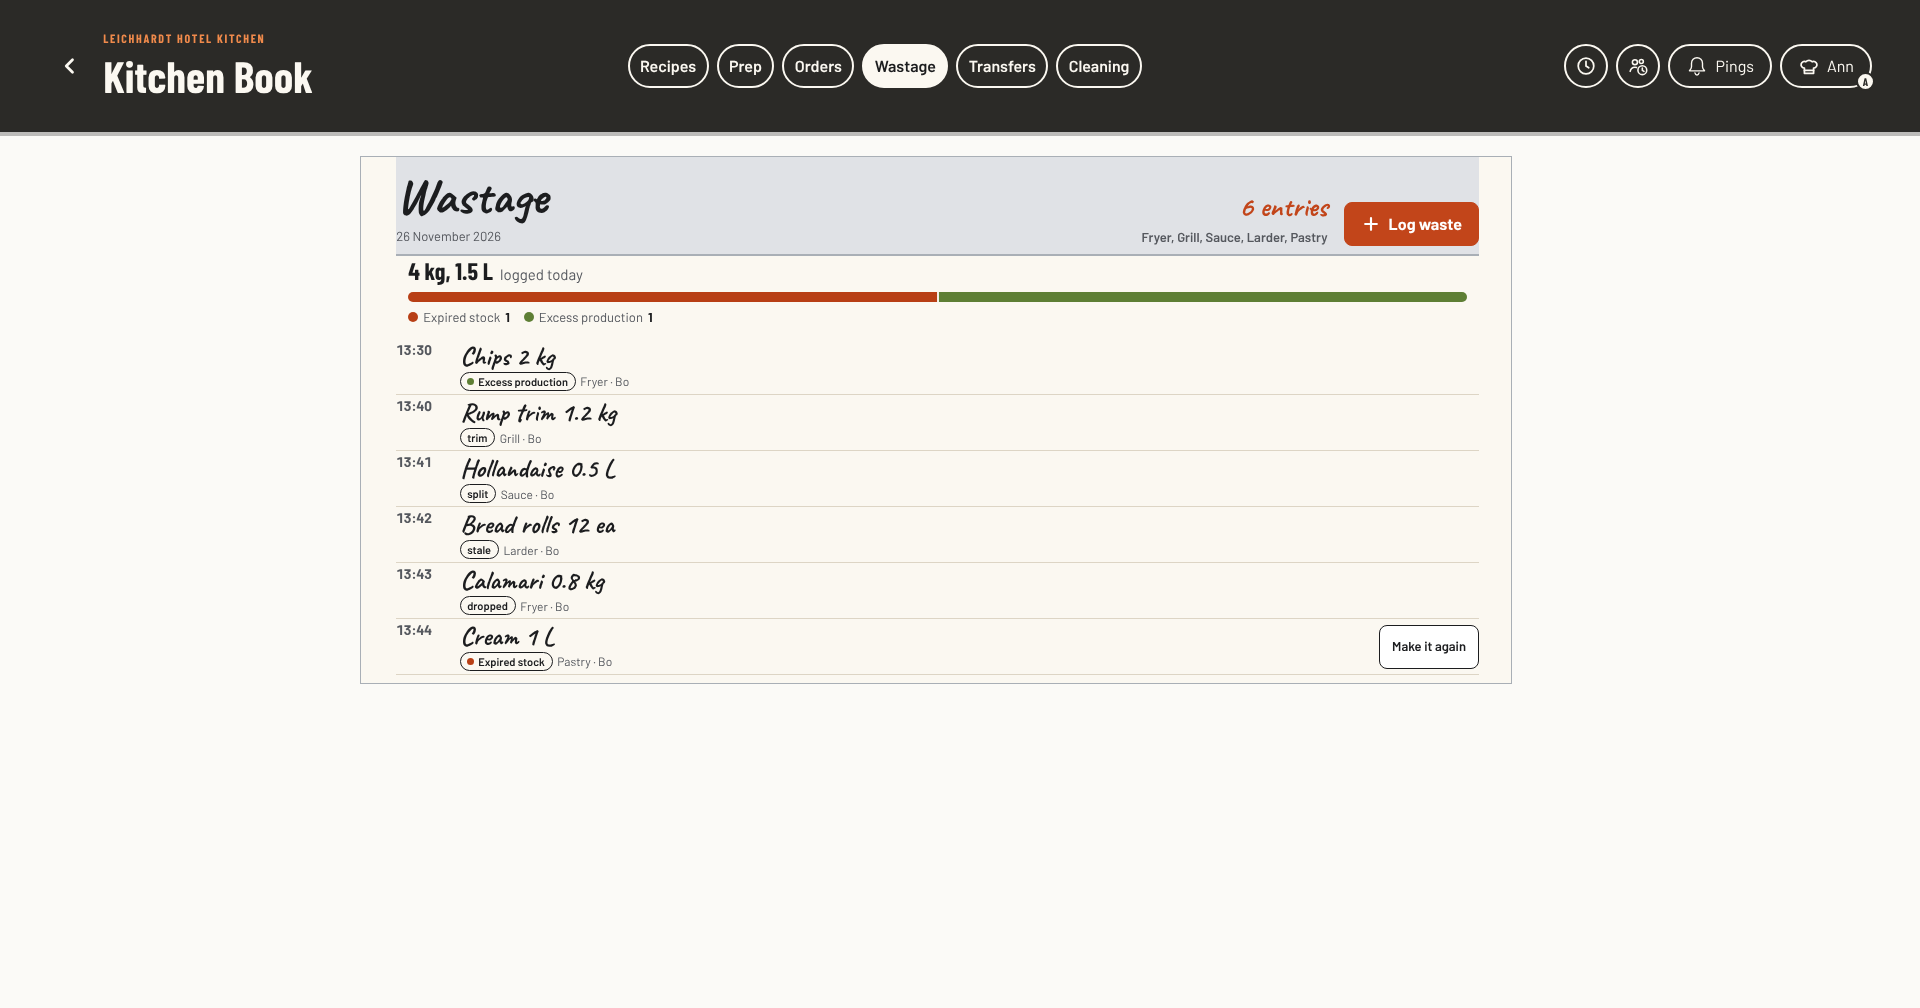 LEICHHARDT HOTEL KITCHEN
Kitchen Book
Recipes Prep Orders Wastage Transfers Cleaning
Pings Ann A
Wastage
26 November 2026
6 entries
Fryer, Grill, Sauce, Larder, Pastry
+ Log waste
4 kg, 1.5 L logged today
Expired stock 1 Excess production 1
13:30 Chips 2 kg
Excess production Fryer · Bo
13:40 Rump trim 1.2 kg
trim Grill · Bo
13:41 Hollandaise 0.5 L
split Sauce · Bo
13:42 Bread rolls 12 ea
stale Larder · Bo
13:43 Calamari 0.8 kg
dropped Fryer · Bo
13:44 Cream 1 L
Expired stock Pastry · Bo
Make it again